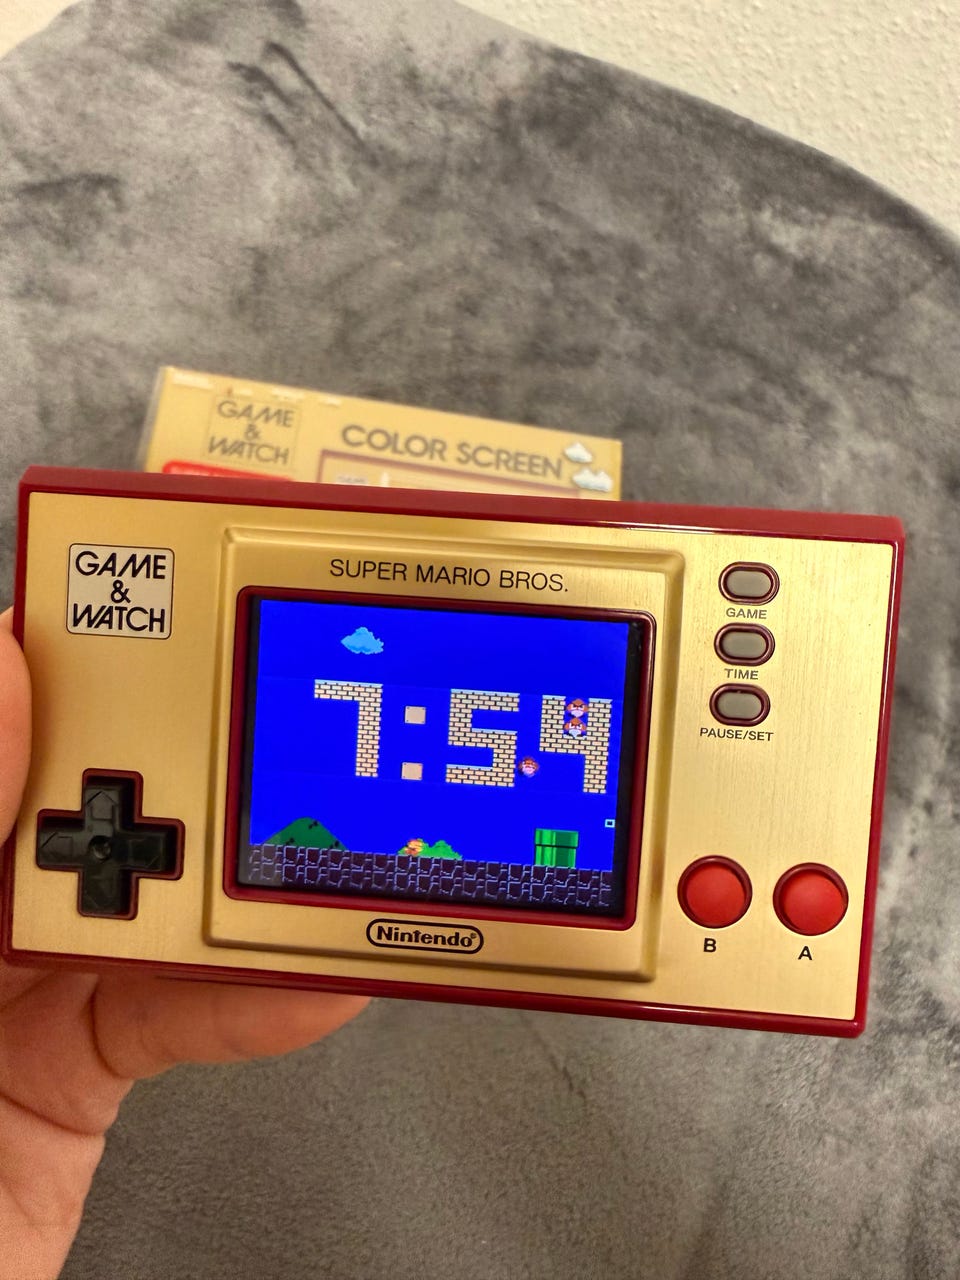 GAME
&
WATCH
COLOR SCREEN
GAME
&
WATCH
SUPER MARIO BROS.
7:54
GAME
TIME
PAUSE/SET
B
A
Nintendo®